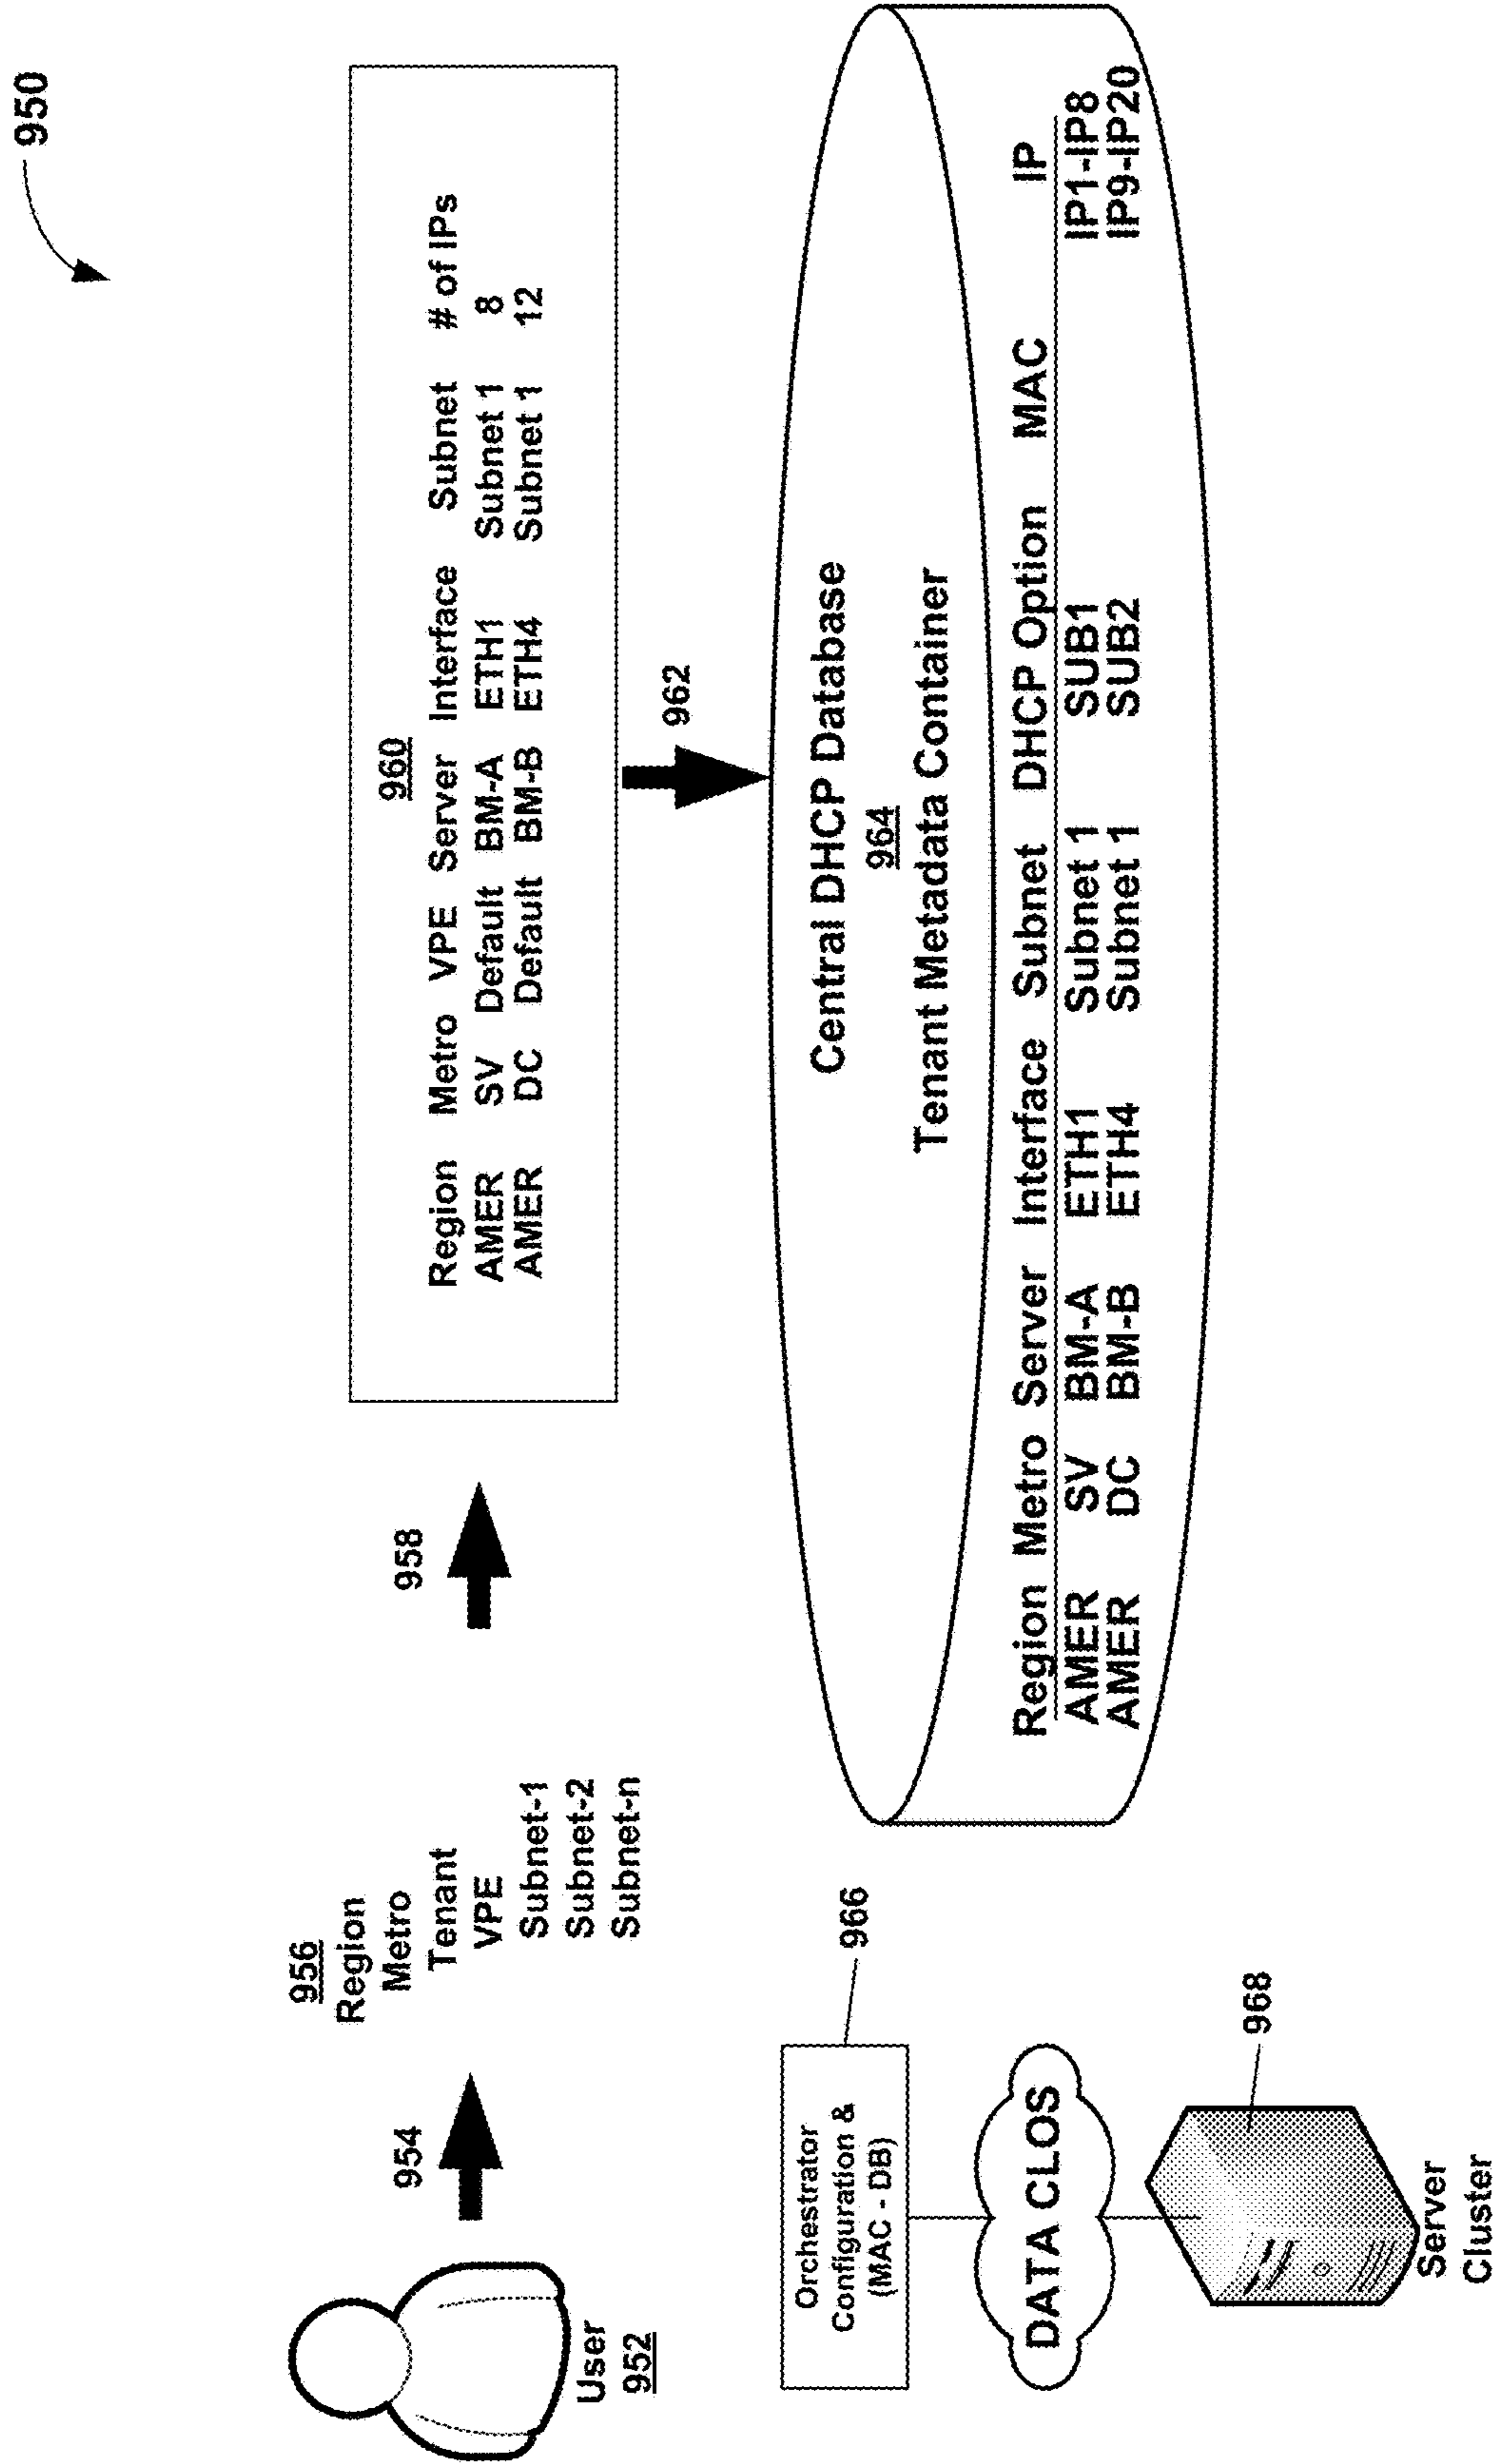 950
954
956
Region
Metro
Tenant
VPE
Subnet-1
Subnet-2
Subnet-n
User
952
958
960
Region Metro VPE Server Interface Subnet # of IPs
AMER SV Default BM-A ETH1 Subnet 1 8
AMER DC Default BM-B ETH4 Subnet 1 12
962
Central DHCP Database
964
Tenant Metadata Container
Region Metro Server Interface Subnet DHCP Option MAC IP
AMER SV BM-A ETH1 Subnet 1 SUB1 IP1-IP8
AMER DC BM-B ETH4 Subnet 1 SUB2 IP9-IP20
966
Orchestrator
Configuration &
(MAC - DB)
DATA CLOS
968
Server
Cluster